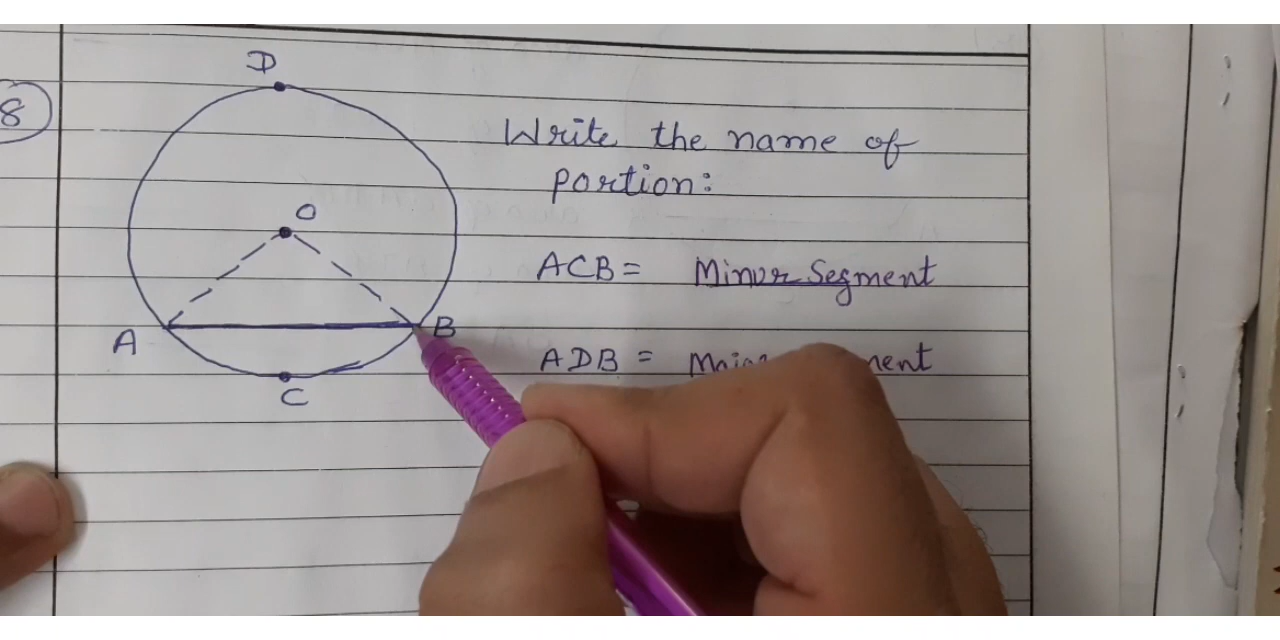 8
D
Write the name of
portion:
O
ACB = Minor Segment
A
B
ADB =
C